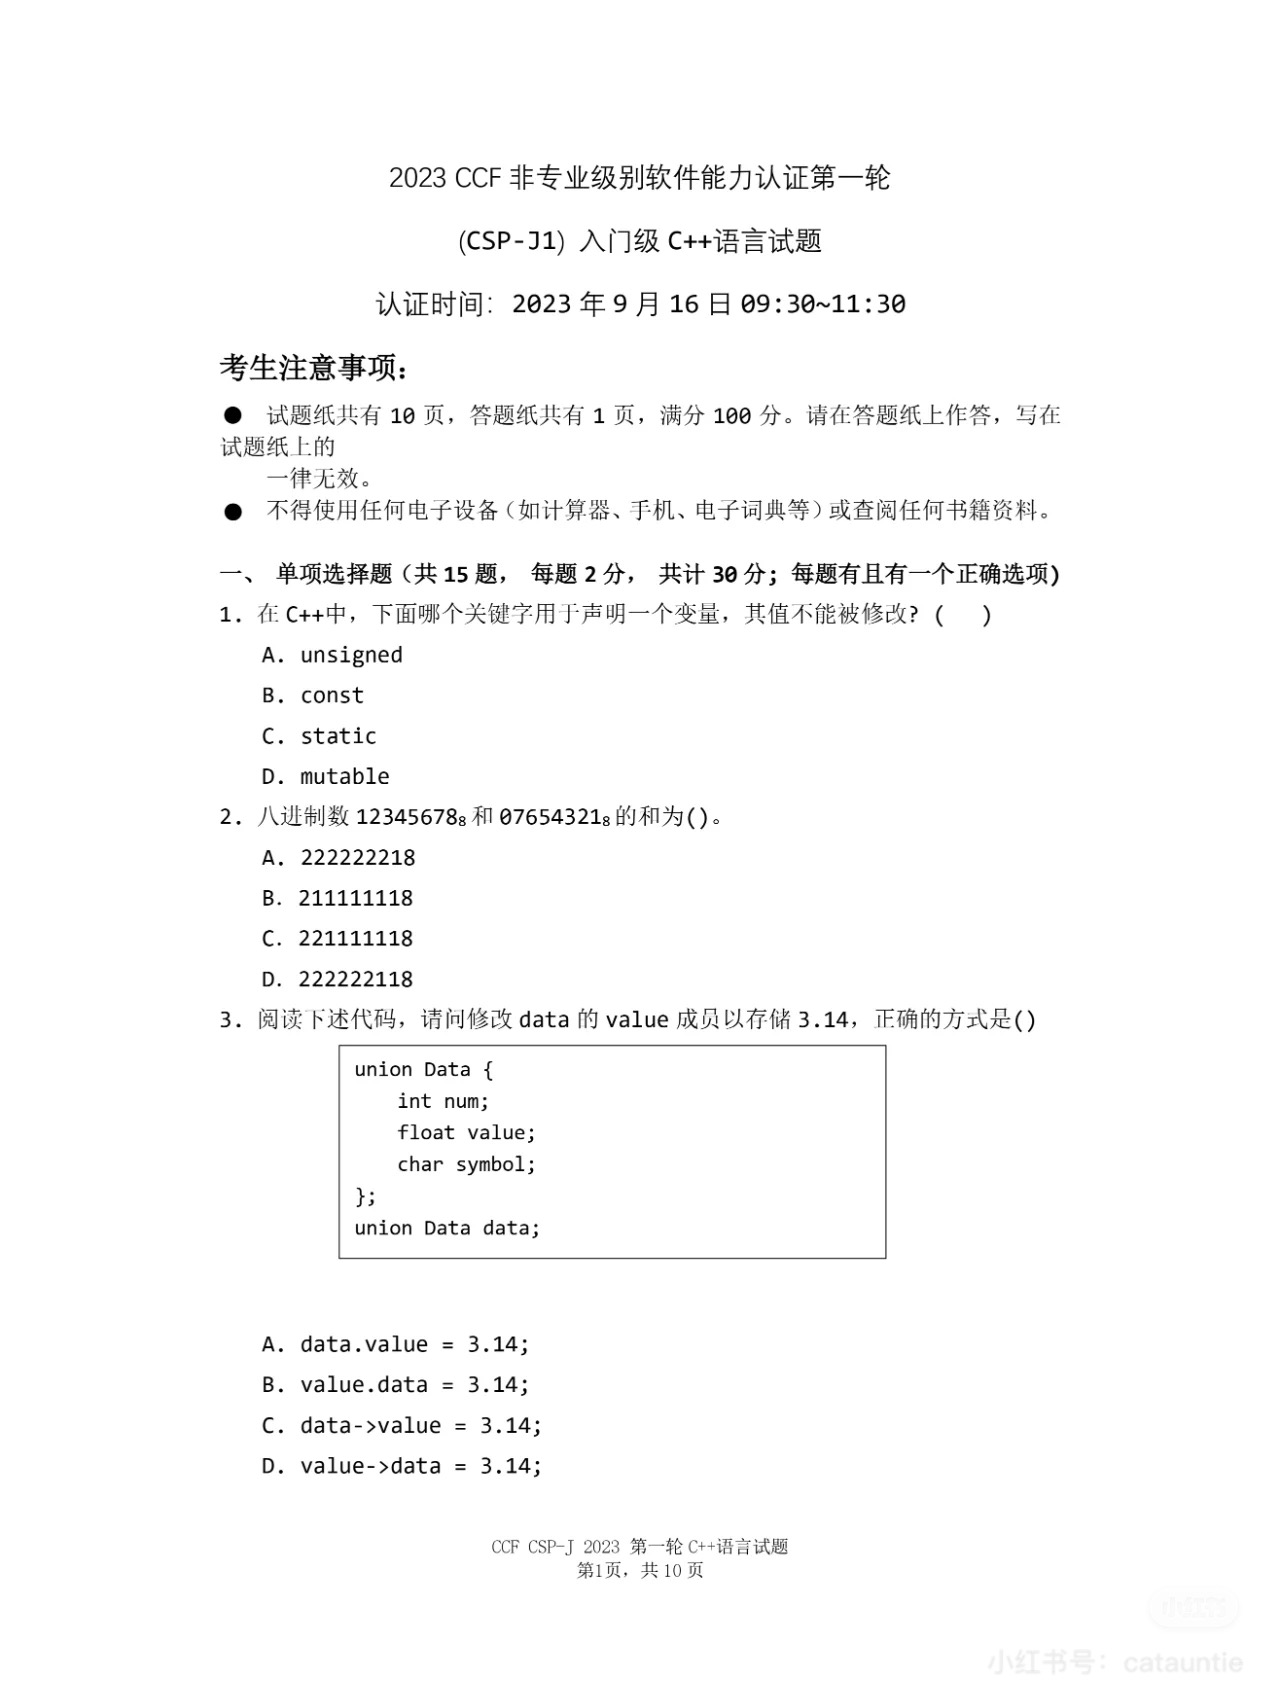 2023 CCF 非专业级别软件能力认证第一轮
(CSP-J1) 入门级 C++语言试题
认证时间：2023 年 9 月 16 日 09:30~11:30
考生注意事项：
● 试题纸共有 10 页，答题纸共有 1 页，满分 100 分。请在答题纸上作答，写在
试题纸上的
一律无效。
● 不得使用任何电子设备（如计算器、手机、电子词典等）或查阅任何书籍资料。
一、 单项选择题（共 15 题， 每题 2 分， 共计 30 分；每题有且有一个正确选项)
1. 在 C++中，下面哪个关键字用于声明一个变量，其值不能被修改? ( )
A. unsigned
B. const
C. static
D. mutable
2. 八进制数 12345678₈ 和 07654321₈ 的和为()。
A. 222222218
B. 211111118
C. 221111118
D. 222222118
3. 阅读下述代码，请问修改 data 的 value 成员以存储 3.14，正确的方式是()
union Data {
int num;
float value;
char symbol;
};
union Data data;
A. data.value = 3.14;
B. value.data = 3.14;
C. data->value = 3.14;
D. value->data = 3.14;
CCF CSP-J 2023 第一轮 C++语言试题
第1页，共 10 页
小红书
小红书号：catauntie